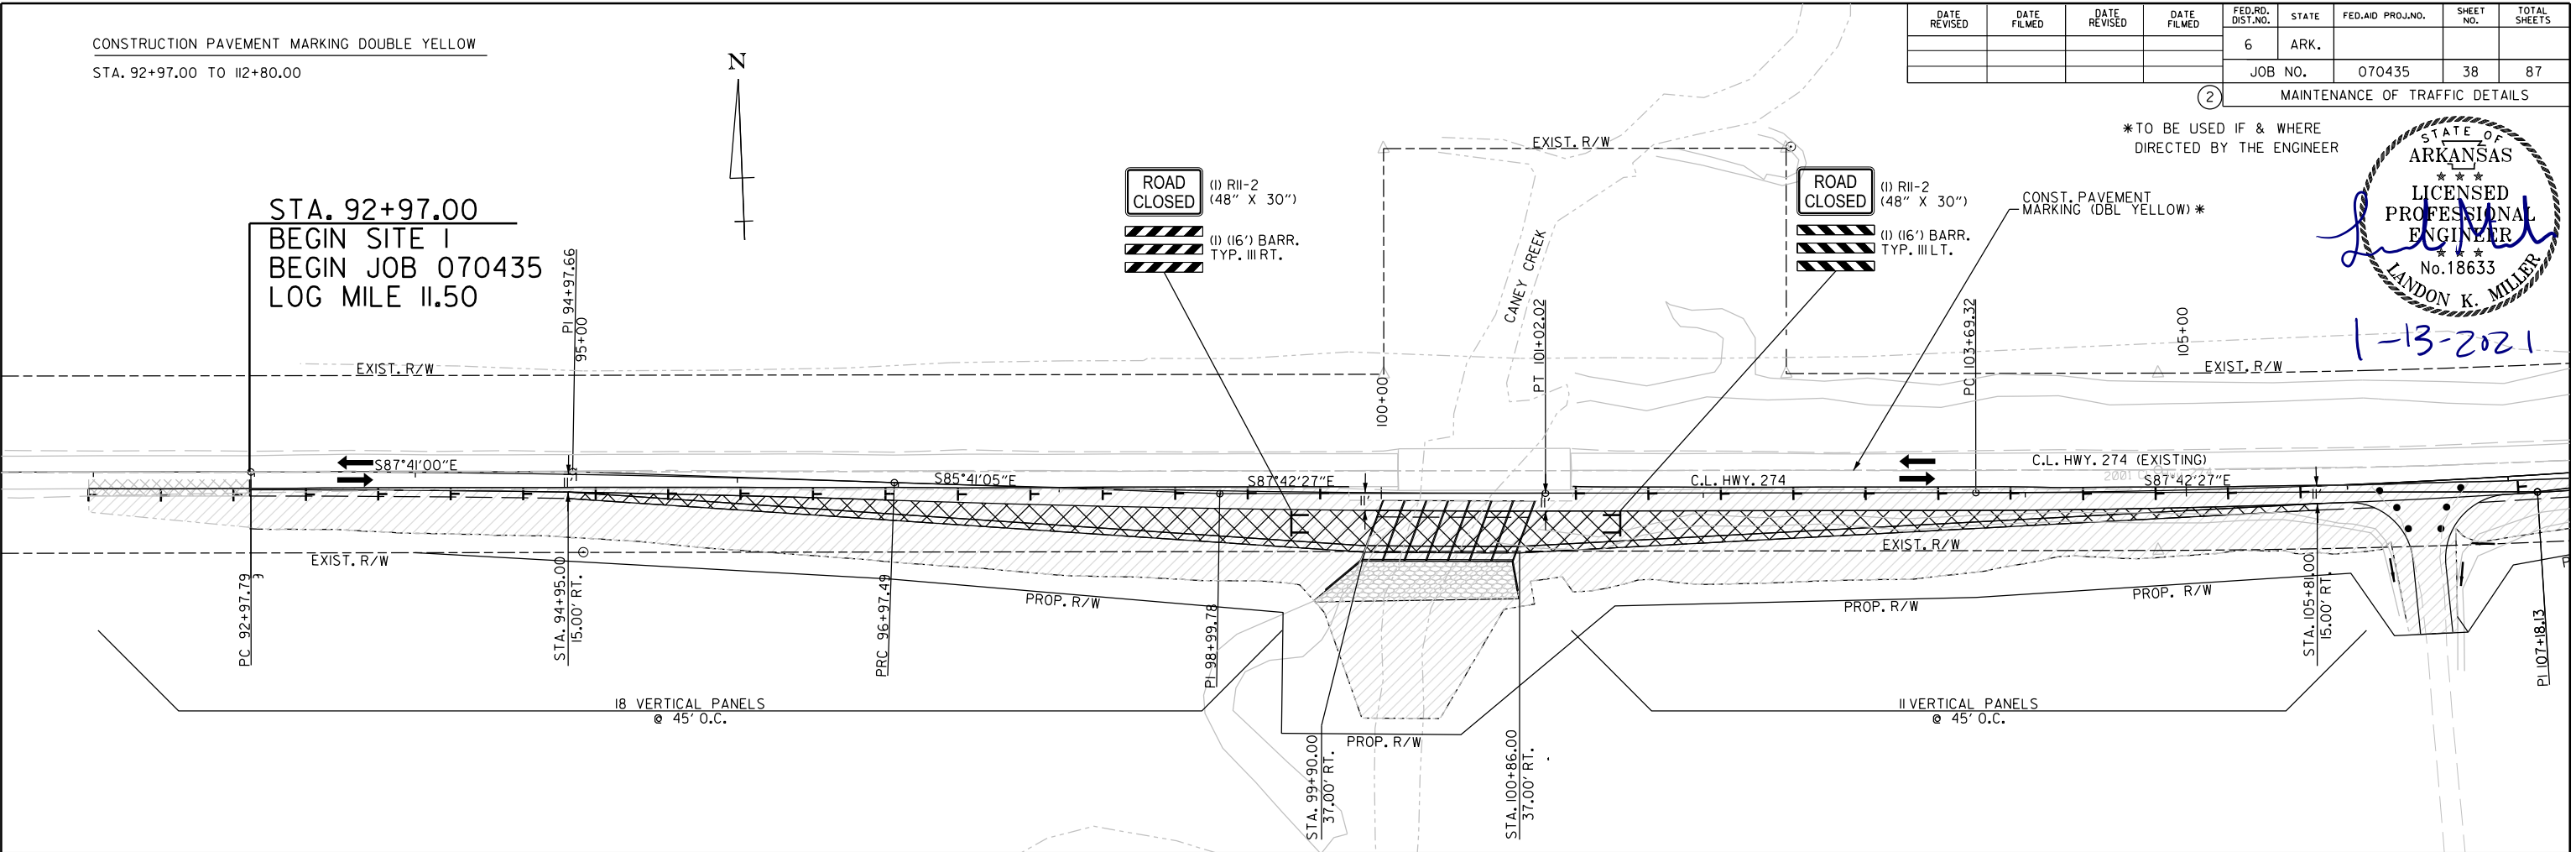 CONSTRUCTION PAVEMENT MARKING DOUBLE YELLOW
STA. 92+97.00 TO 112+80.00
N
DATE REVISED
DATE FILMED
DATE REVISED
DATE FILMED
FED.RD. DIST.NO.
STATE
FED.AID PROJ.NO.
SHEET NO.
TOTAL SHEETS
6
ARK.
JOB NO.
070435
38
87
2
MAINTENANCE OF TRAFFIC DETAILS
*TO BE USED IF & WHERE
DIRECTED BY THE ENGINEER
STATE OF
ARKANSAS
LICENSED
PROFESSIONAL
ENGINEER
No.18633
LANDON K. MILLER
1-13-2021
STA. 92+97.00
BEGIN SITE 1
BEGIN JOB 070435
LOG MILE 11.50
PI 94+97.66
95+00
ROAD
CLOSED
(1) R11-2
(48" X 30")
(1) (16') BARR.
TYP. III RT.
EXIST. R/W
CANEY CREEK
ROAD
CLOSED
(1) R11-2
(48" X 30")
(1) (16') BARR.
TYP. III LT.
CONST. PAVEMENT
MARKING (DBL YELLOW) *
EXIST. R/W
100+00
PT 101+02.02
PC 103+69.32
105+00
EXIST. R/W
S87°41'00"E
11'
S85°41'05"E
S87°42'27"E
11'
11'
C.L. HWY. 274
C.L. HWY. 274 (EXISTING)
S87°42'27"E
11'
EXIST. R/W
EXIST. R/W
PC 92+97.79
STA. 94+95.00
15.00' RT.
PRC 96+97.49
PROP. R/W
PI 98+99.78
PROP. R/W
PROP. R/W
STA. 105+81.00
15.00' RT.
PI 107+18.13
18 VERTICAL PANELS
@ 45' O.C.
11 VERTICAL PANELS
@ 45' O.C.
PROP. R/W
STA. 99+90.00
37.00' RT.
STA. 100+86.00
37.00' RT.